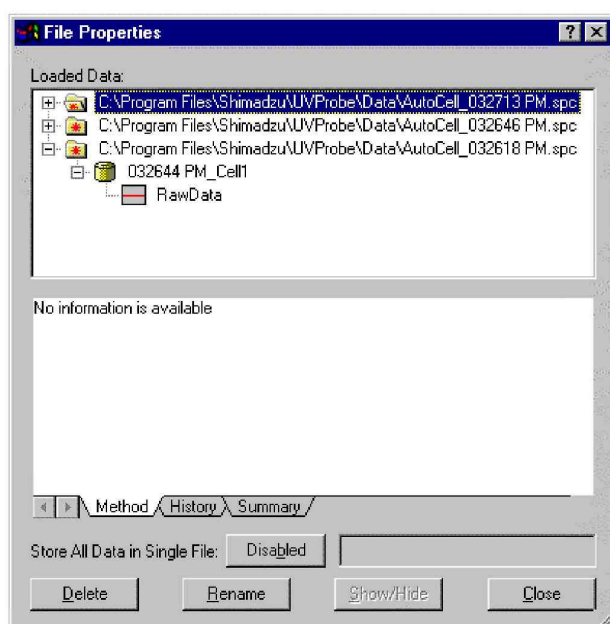 File Properties
Loaded Data:
C:\Program Files\Shimadzu\UVProbe\Data\AutoCell_032713 PM.spc
C:\Program Files\Shimadzu\UVProbe\Data\AutoCell_032646 PM.spc
C:\Program Files\Shimadzu\UVProbe\Data\AutoCell_032618 PM.spc
032644 PM_Cell1
RawData
No information is available
Method History Summary
Store All Data in Single File: Disabled
Delete Rename Show/Hide Close